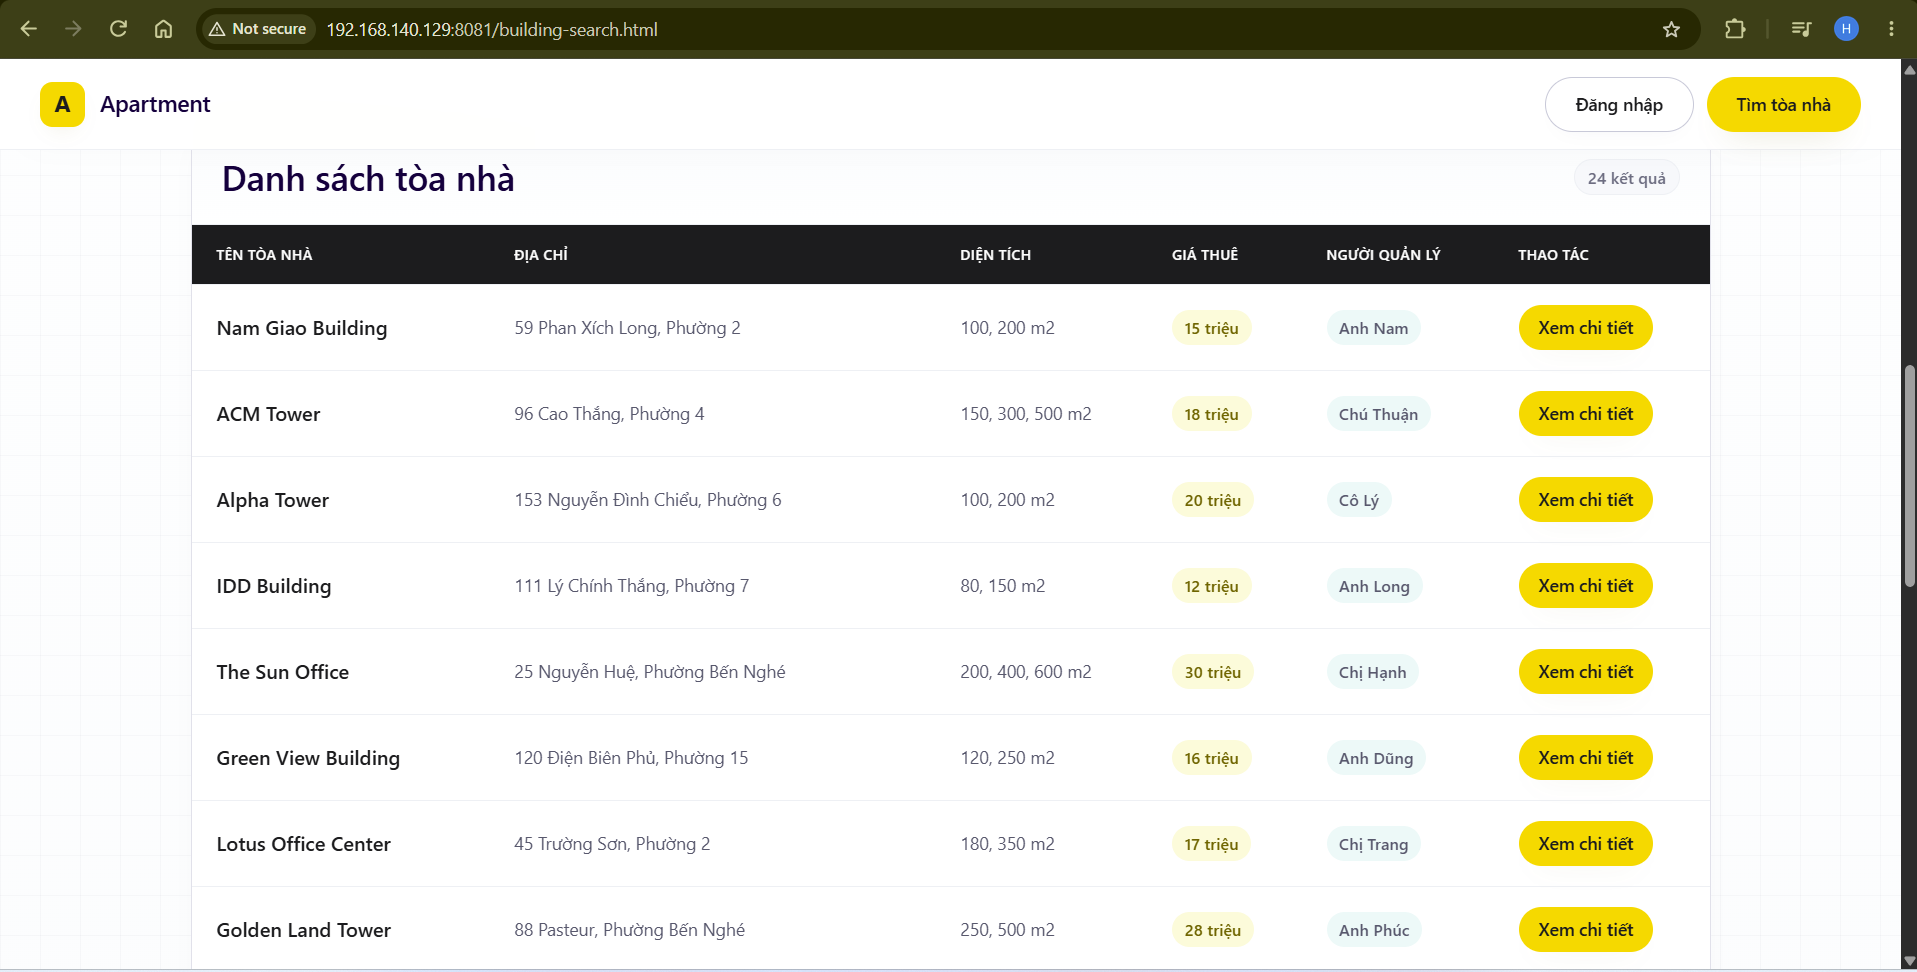 Not secure 192.168.140.129:8081/building-search.html H
A Apartment Đăng nhập Tìm tòa nhà
Danh sách tòa nhà 24 kết quả
TÊN TÒA NHÀ ĐỊA CHỈ DIỆN TÍCH GIÁ THUÊ NGƯỜI QUẢN LÝ THAO TÁC
Nam Giao Building 59 Phan Xích Long, Phường 2 100, 200 m2 15 triệu Anh Nam Xem chi tiết
ACM Tower 96 Cao Thắng, Phường 4 150, 300, 500 m2 18 triệu Chú Thuận Xem chi tiết
Alpha Tower 153 Nguyễn Đình Chiểu, Phường 6 100, 200 m2 20 triệu Cô Lý Xem chi tiết
IDD Building 111 Lý Chính Thắng, Phường 7 80, 150 m2 12 triệu Anh Long Xem chi tiết
The Sun Office 25 Nguyễn Huệ, Phường Bến Nghé 200, 400, 600 m2 30 triệu Chị Hạnh Xem chi tiết
Green View Building 120 Điện Biên Phủ, Phường 15 120, 250 m2 16 triệu Anh Dũng Xem chi tiết
Lotus Office Center 45 Trường Sơn, Phường 2 180, 350 m2 17 triệu Chị Trang Xem chi tiết
Golden Land Tower 88 Pasteur, Phường Bến Nghé 250, 500 m2 28 triệu Anh Phúc Xem chi tiết